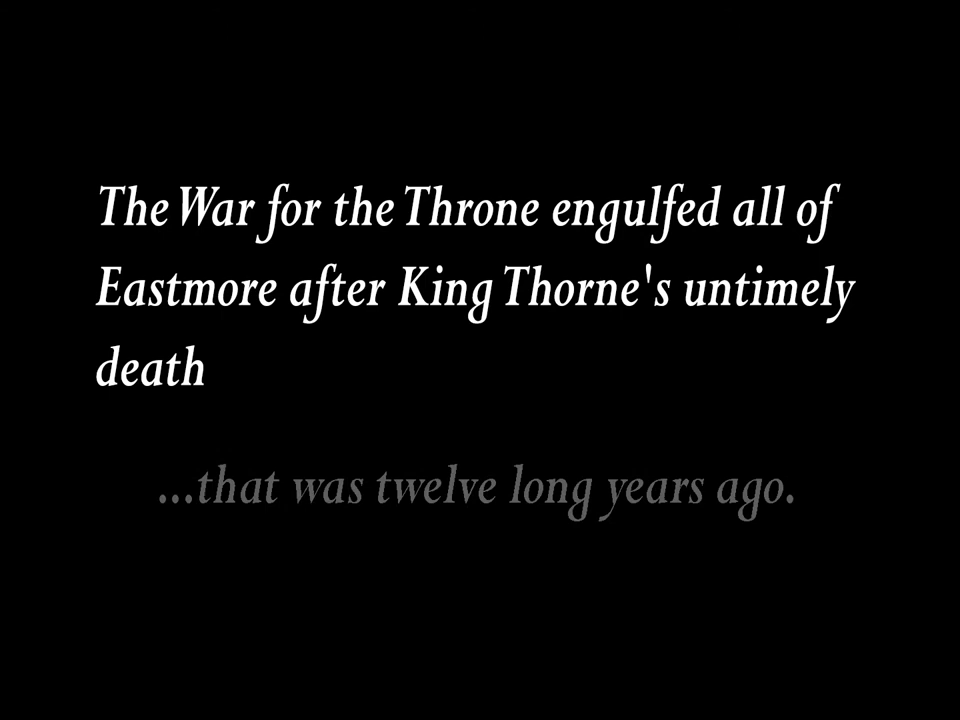 The War for the Throne engulfed all of
Eastmore after King Thorne's untimely
death
...that was twelve long years ago.